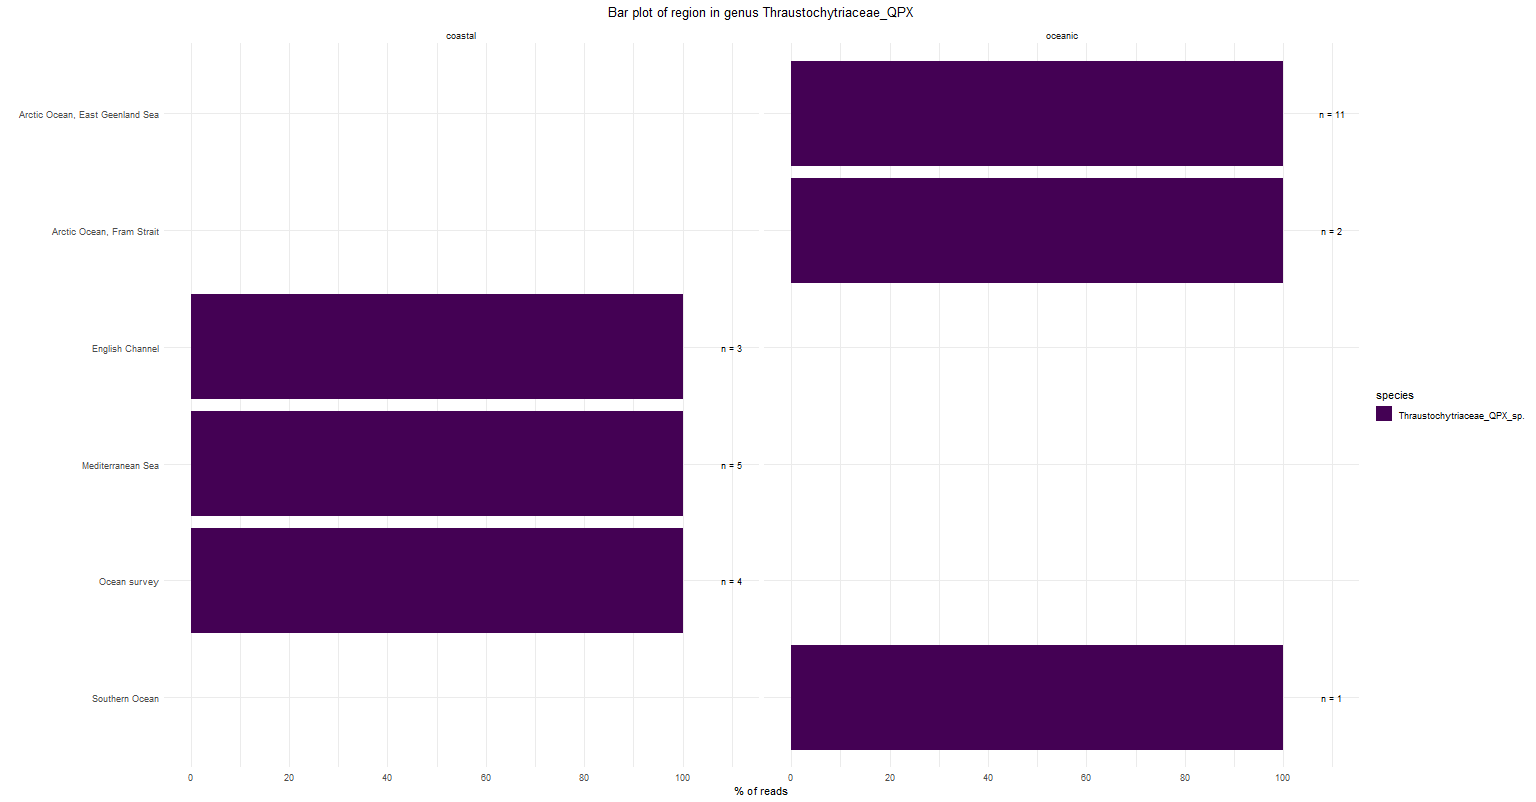 Bar plot of region in genus Thraustochytriaceae_QPX
coastal
oceanic
Arctic Ocean, East Geenland Sea
n = 11
Arctic Ocean, Fram Strait
n = 2
English Channel
n = 3
Mediterranean Sea
n = 5
Ocean survey
n = 4
Southern Ocean
n = 1
species
Thraustochytriaceae_QPX_sp.
0 20 40 60 80 100
0 20 40 60 80 100
% of reads